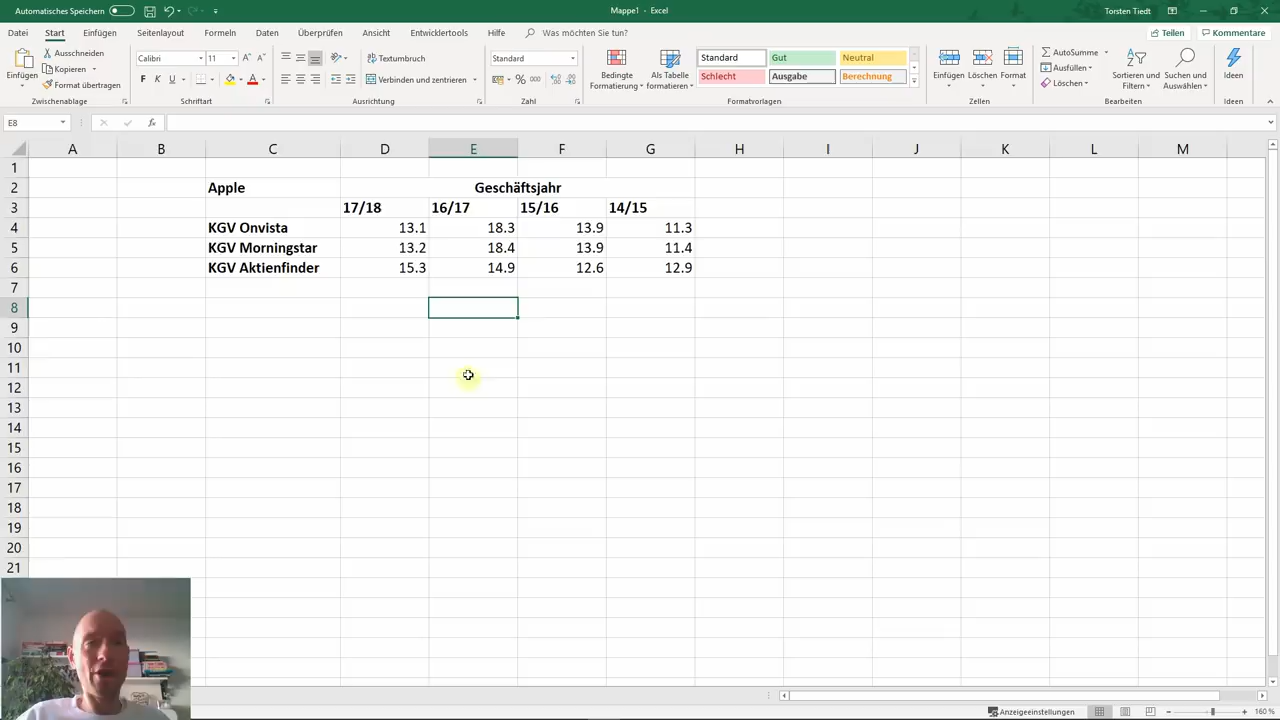 Automatisches Speichern
Mappe1 - Excel
Torsten Tiedt
Datei Start Einfügen Seitenlayout Formeln Daten Überprüfen Ansicht Entwicklertools Hilfe Was möchten Sie tun? Teilen Kommentare
Einfügen
Ausschneiden
Kopieren
Format übertragen
Zwischenablage
Calibri 11
F K U
Schriftart
Textumbruch
Verbinden und zentrieren
Ausrichtung
Standard
% 000
Zahl
Bedingte Formatierung
Als Tabelle formatieren
Standard Gut Neutral
Schlecht Ausgabe Berechnung
Formatvorlagen
Einfügen Löschen Format
Zellen
AutoSumme
Ausfüllen
Löschen
Sortieren und Filtern
Suchen und Auswählen
Bearbeiten
Ideen
Ideen
E8 fx
A B C D E F G H I J K L M
1
2 Apple Geschäftsjahr
3 17/18 16/17 15/16 14/15
4 KGV Onvista 13.1 18.3 13.9 11.3
5 KGV Morningstar 13.2 18.4 13.9 11.4
6 KGV Aktienfinder 15.3 14.9 12.6 12.9
7
8
9
10
11
12
13
14
15
16
17
18
19
20
21
Anzeigeeinstellungen 160 %